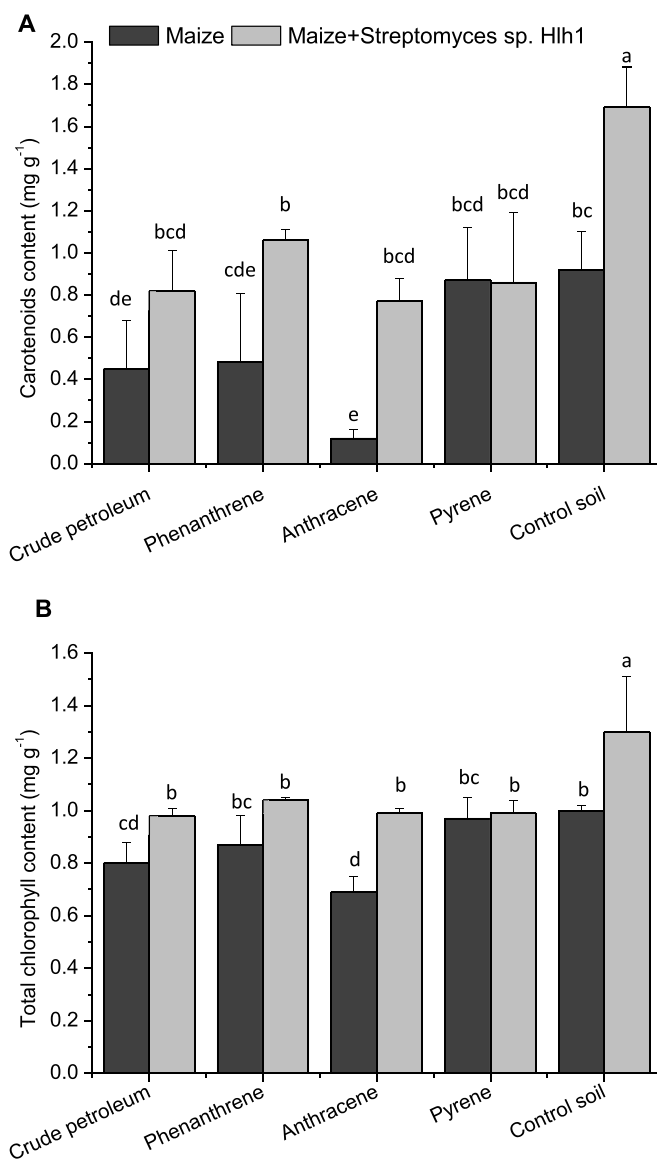 A
Maize Maize+Streptomyces sp. Hlh1
Carotenoids content (mg g⁻¹)
2.0
1.8
1.6
1.4
1.2
1.0
0.8
0.6
0.4
0.2
0.0
de
bcd
cde
b
e
bcd
bcd
bcd
bc
a
Crude petroleum
Phenanthrene
Anthracene
Pyrene
Control soil
B
Total chlorophyll content (mg g⁻¹)
1.6
1.4
1.2
1.0
0.8
0.6
0.4
0.2
0.0
cd
b
bc
b
d
b
bc
b
b
a
Crude petroleum
Phenanthrene
Anthracene
Pyrene
Control soil